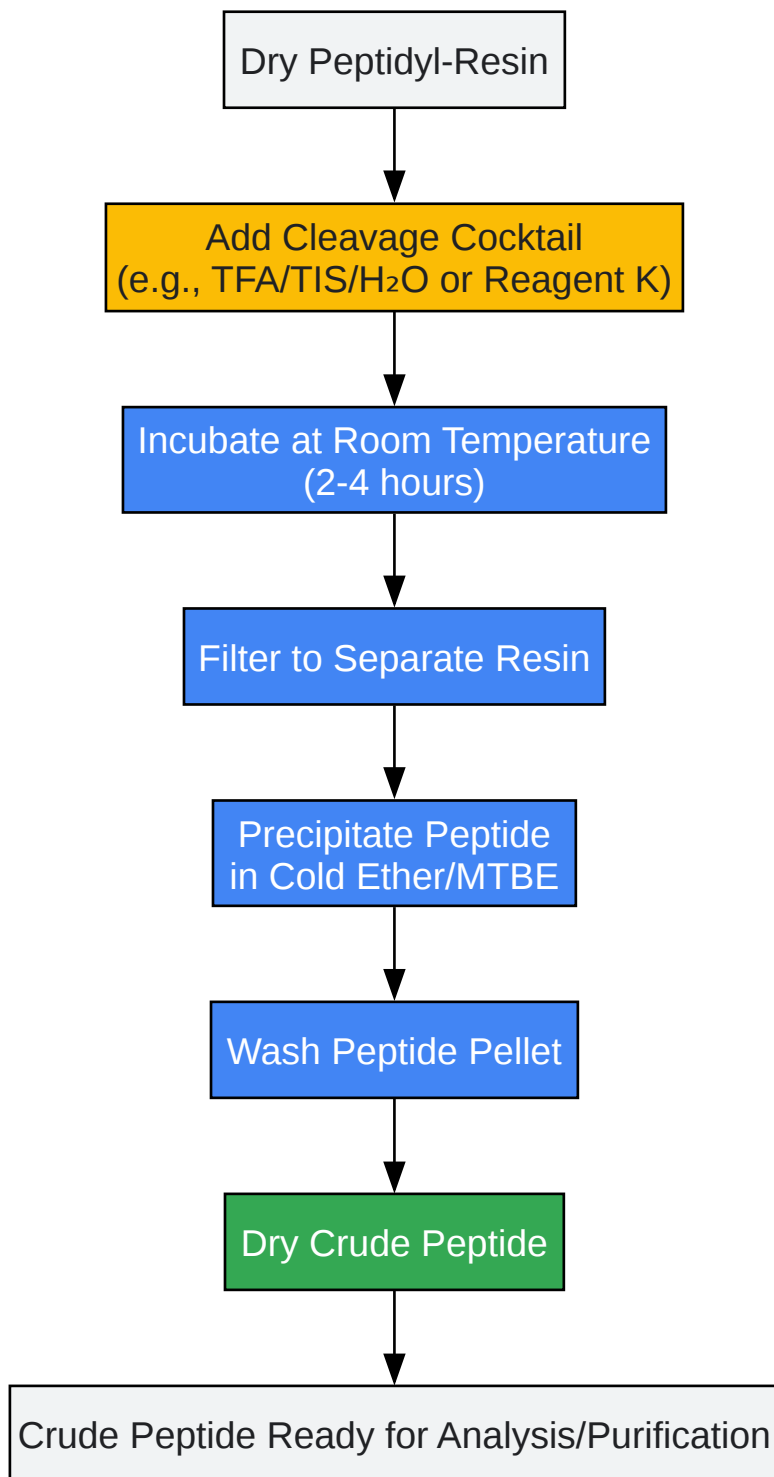 Dry Peptidyl-Resin
Add Cleavage Cocktail
(e.g., TFA/TIS/H₂O or Reagent K)
Incubate at Room Temperature
(2-4 hours)
Filter to Separate Resin
Precipitate Peptide
in Cold Ether/MTBE
Wash Peptide Pellet
Dry Crude Peptide
Crude Peptide Ready for Analysis/Purification